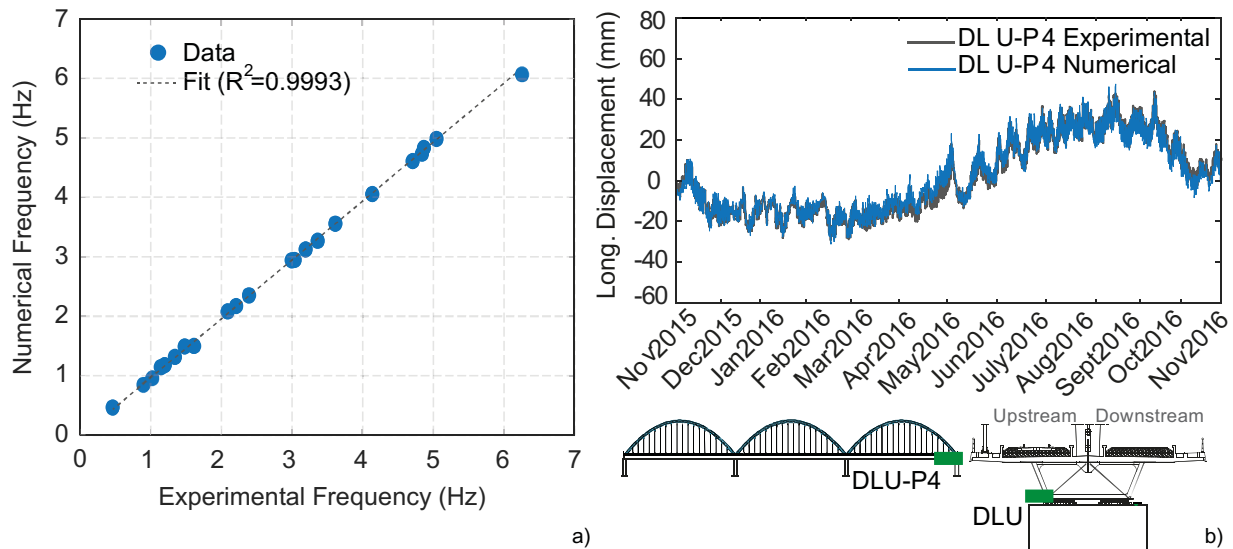 7
6
5
4
3
2
1
0
Numerical Frequency (Hz)
Data
Fit (R²=0.9993)
0 1 2 3 4 5 6 7
Experimental Frequency (Hz)
a)
80
60
40
20
0
-20
-40
-60
Long. Displacement (mm)
DL U-P4 Experimental
DL U-P4 Numerical
Nov2015 Dec2015 Jan2016 Feb2016 Mar2016 Apr2016 May2016 Jun2016 July2016 Aug2016 Sept2016 Oct2016 Nov2016
Upstream Downstream
DLU-P4
DLU
b)